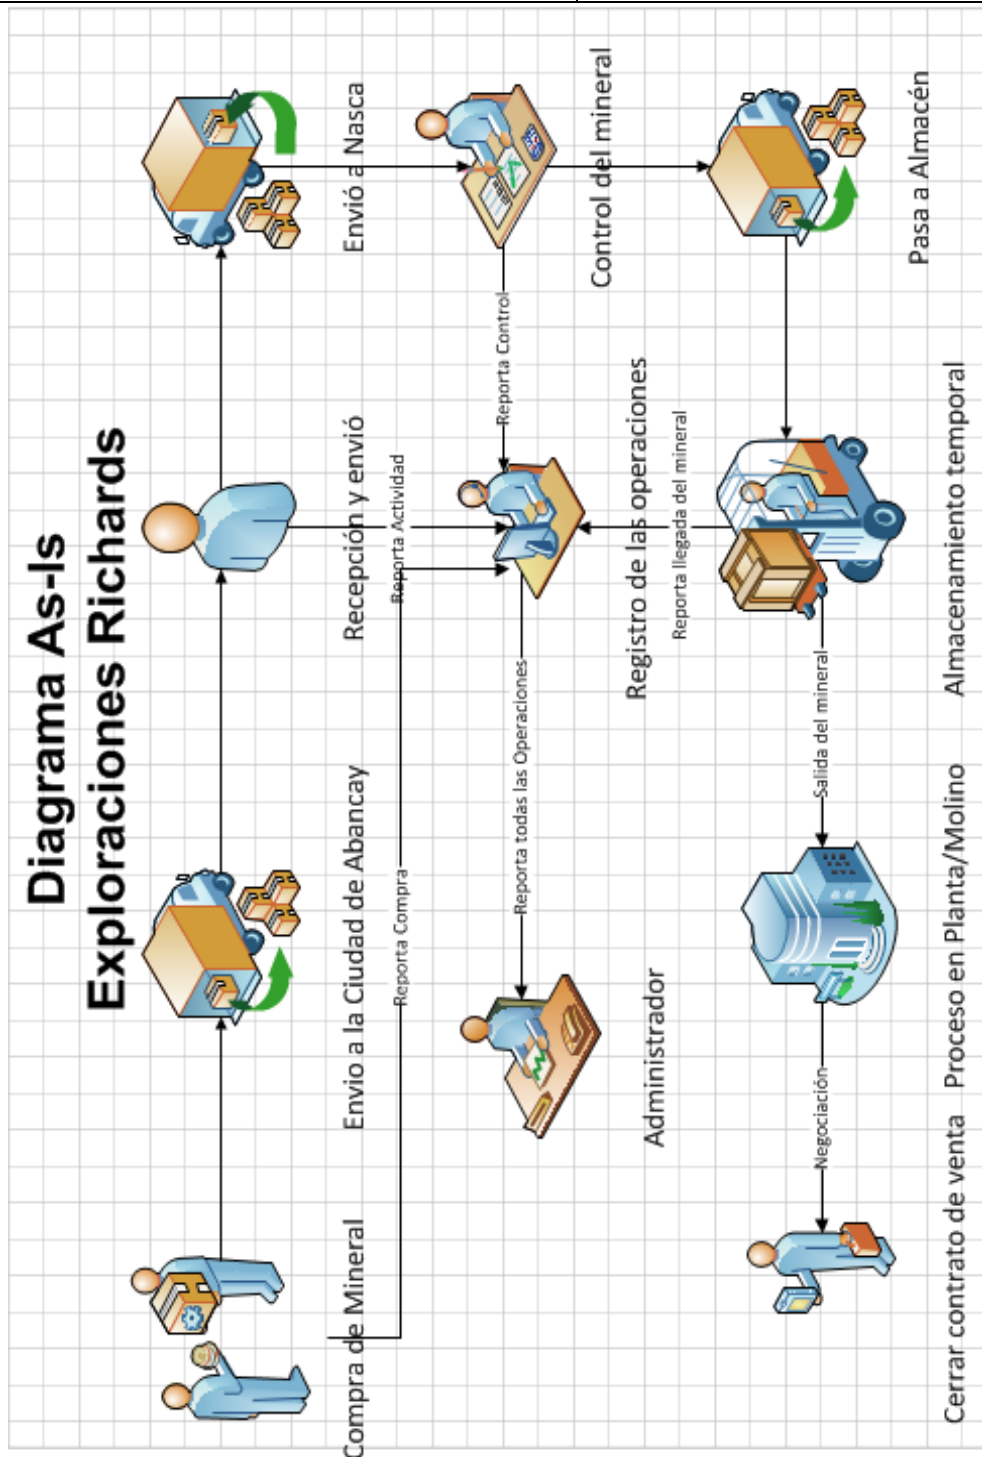 Diagrama As-Is
Exploraciones Richards
Compra de Mineral
Envio a la Ciudad de Abancay
Recepción y envió
Envió a Nasca
Reporta Compra
Reporta Actividad
Reporta Control
Reporta todas las Operaciones
Administrador
Registro de las operaciones
Control del mineral
Reporta llegada del mineral
Negociación
Salida del mineral
Cerrar contrato de venta
Proceso en Planta/Molino
Almacenamiento temporal
Pasa a Almacén